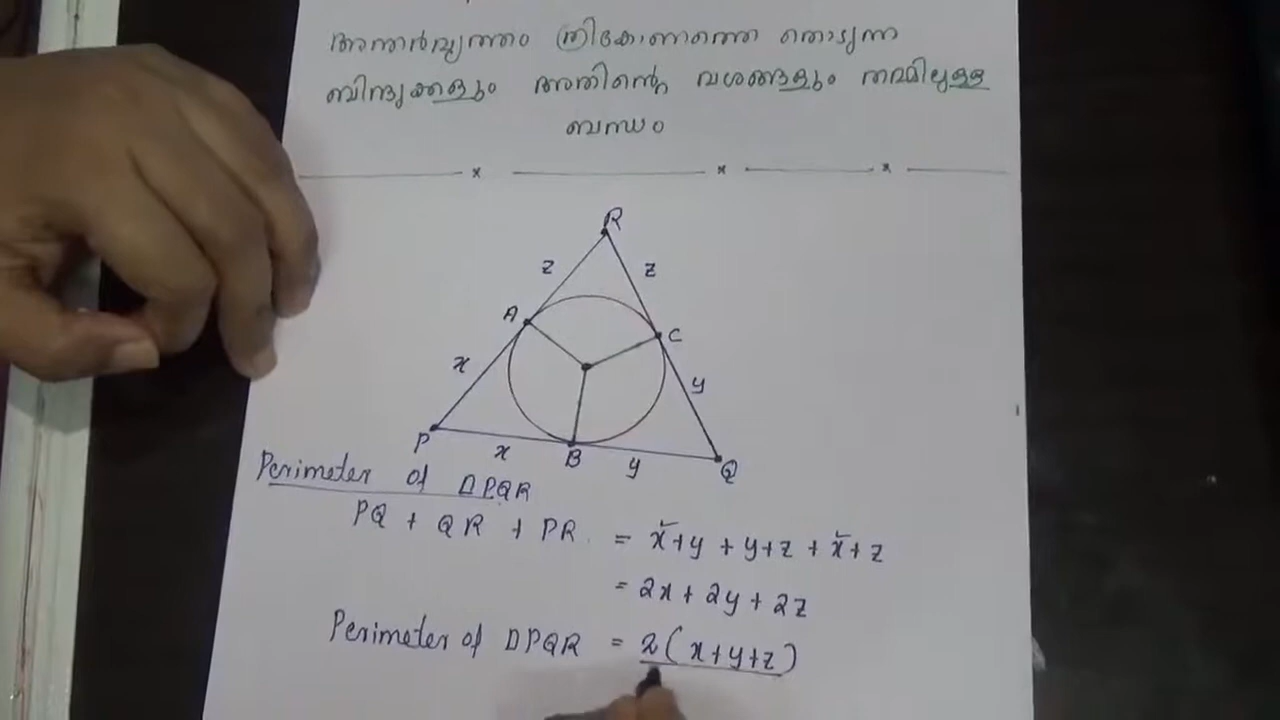 അന്തർവൃത്തം ത്രികോണത്തെ തൊടുന്ന
ബിന്ദുക്കളും അതിന്റെ വശങ്ങളും തമ്മിലുള്ള
ബന്ധം
x x x
R
z z
A C
x y
P x B y Q
Perimeter of ΔPQR
PQ + QR + PR = x+y + y+z + x+z
= 2x + 2y + 2z
Perimeter of ΔPQR = 2(x+y+z)